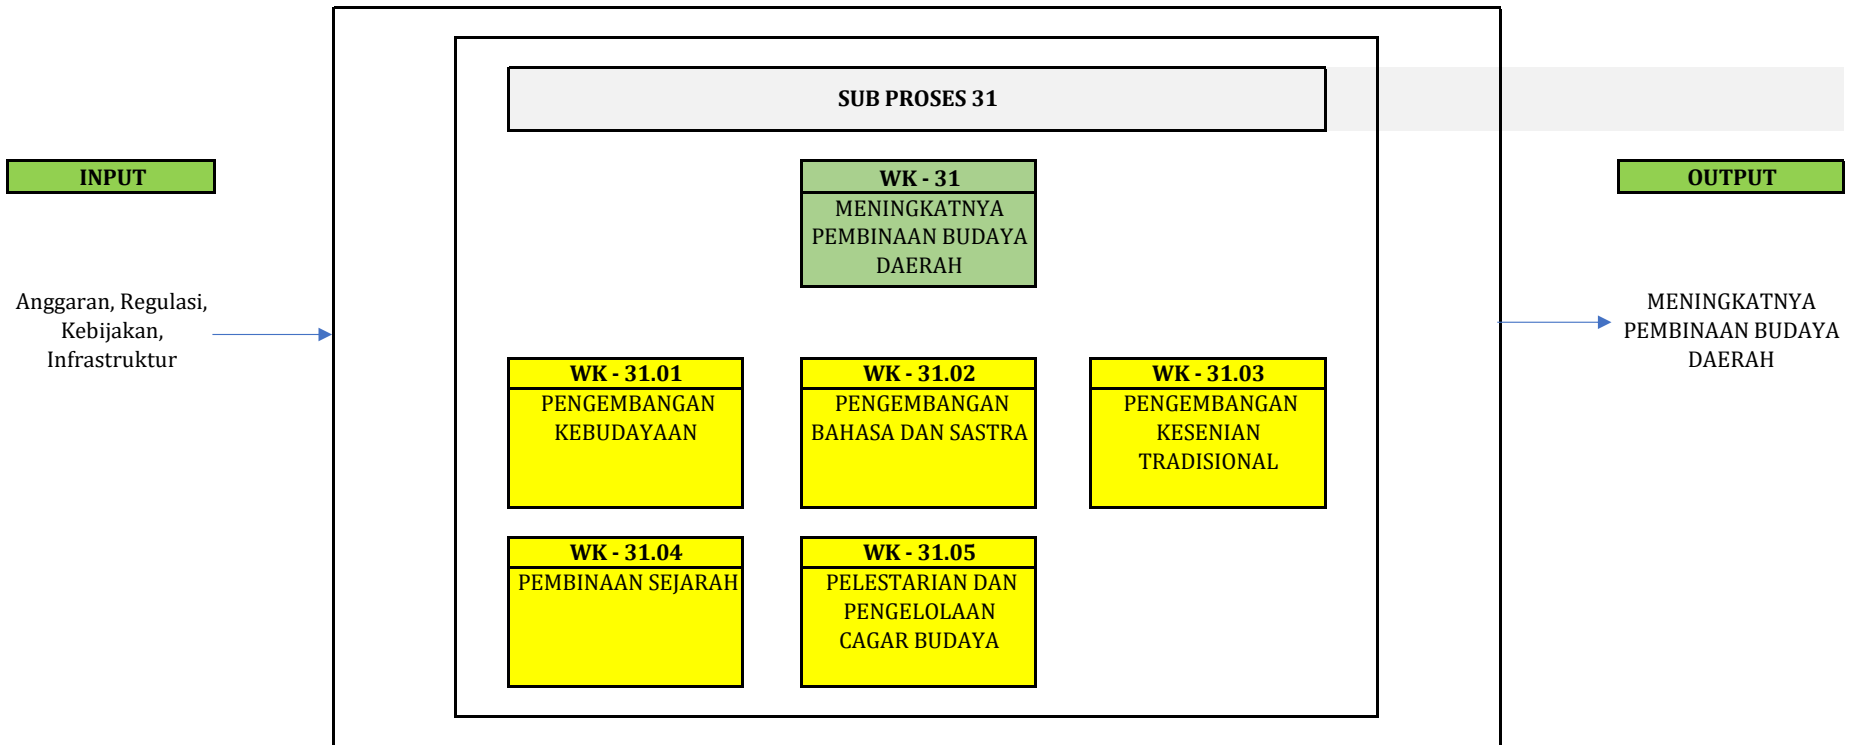 SUB PROSES 31
INPUT
WK - 31
OUTPUT
MENINGKATNYA
PEMBINAAN BUDAYA
DAERAH
Anggaran, Regulasi,
Kebijakan,
Infrastruktur
MENINGKATNYA
PEMBINAAN BUDAYA
DAERAH
WK - 31.01
PENGEMBANGAN
KEBUDAYAAN
WK - 31.02
PENGEMBANGAN
BAHASA DAN SASTRA
WK - 31.03
PENGEMBANGAN
KESENIAN
TRADISIONAL
WK - 31.04
PEMBINAAN SEJARAH
WK - 31.05
PELESTARIAN DAN
PENGELOLAAN
CAGAR BUDAYA